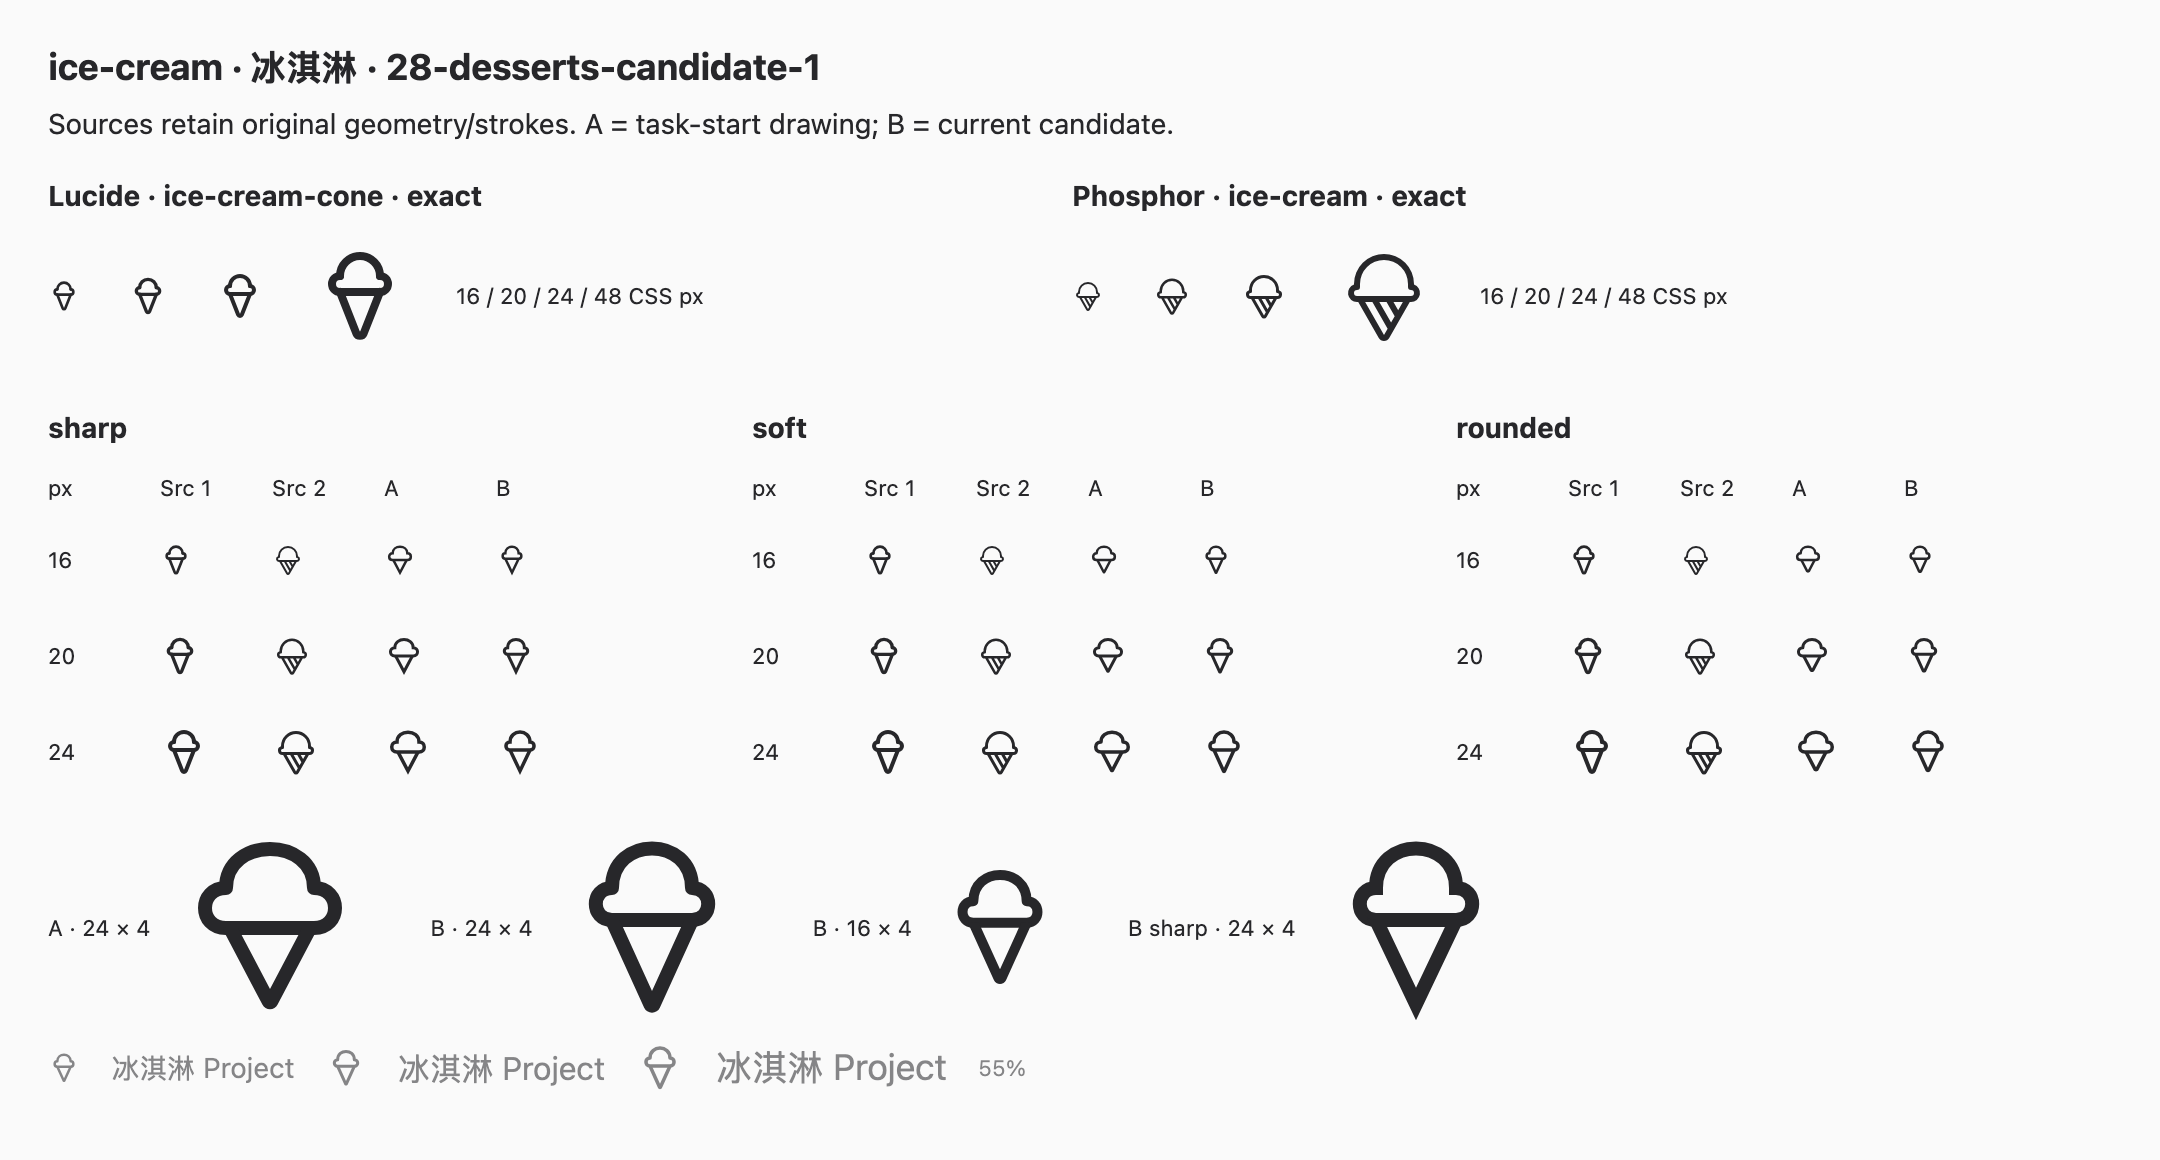 ice-cream · 冰淇淋 · 28-desserts-candidate-1
Sources retain original geometry/strokes. A = task-start drawing; B = current candidate.
Lucide · ice-cream-cone · exact
Phosphor · ice-cream · exact
16 / 20 / 24 / 48 CSS px
16 / 20 / 24 / 48 CSS px
sharp
soft
rounded
px Src 1 Src 2 A B
px Src 1 Src 2 A B
px Src 1 Src 2 A B
16
16
16
20
20
20
24
24
24
A · 24 × 4
B · 24 × 4
B · 16 × 4
B sharp · 24 × 4
冰淇淋 Project
冰淇淋 Project
冰淇淋 Project
55%